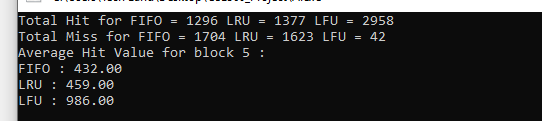 Total Hit for FIFO = 1296 LRU = 1377 LFU = 2958
Total Miss for FIFO = 1704 LRU = 1623 LFU = 42
Average Hit Value for block 5 :
FIFO : 432.00
LRU : 459.00
LFU : 986.00